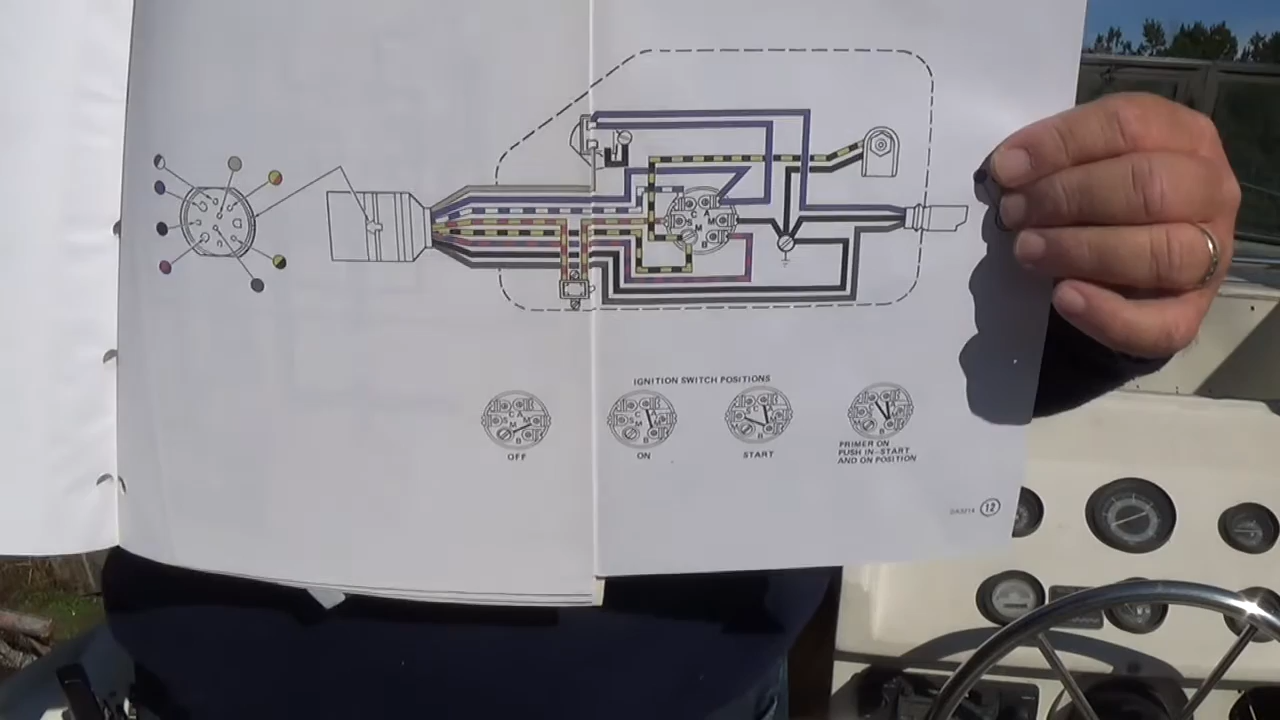 IGNITION SWITCH POSITIONS
OFF
ON
START
PRIMER ON
PUSH IN-START
AND ON POSITION
12